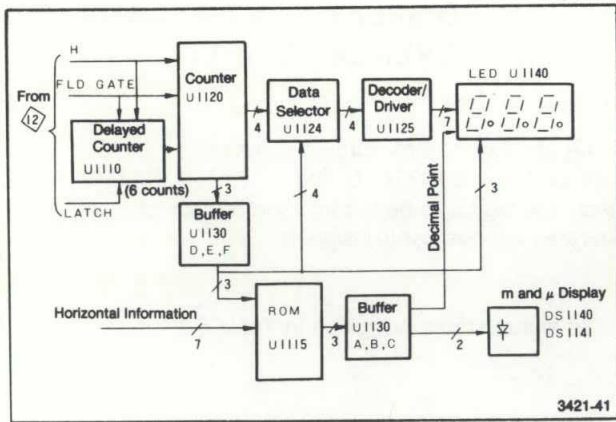 H
FLD GATE
From
12
Delayed
Counter
U1110
(6 counts)
LATCH
Counter
U1120
4
Data
Selector
U1124
4
Decoder/
Driver
U1125
7
LED U1140
3
Buffer
U1130
D,E,F
3
4
3
Decimal Point
Horizontal Information
7
ROM
U1115
3
Buffer
U1130
A,B,C
2
m and μ Display
DS1140
DS1141
3421-41